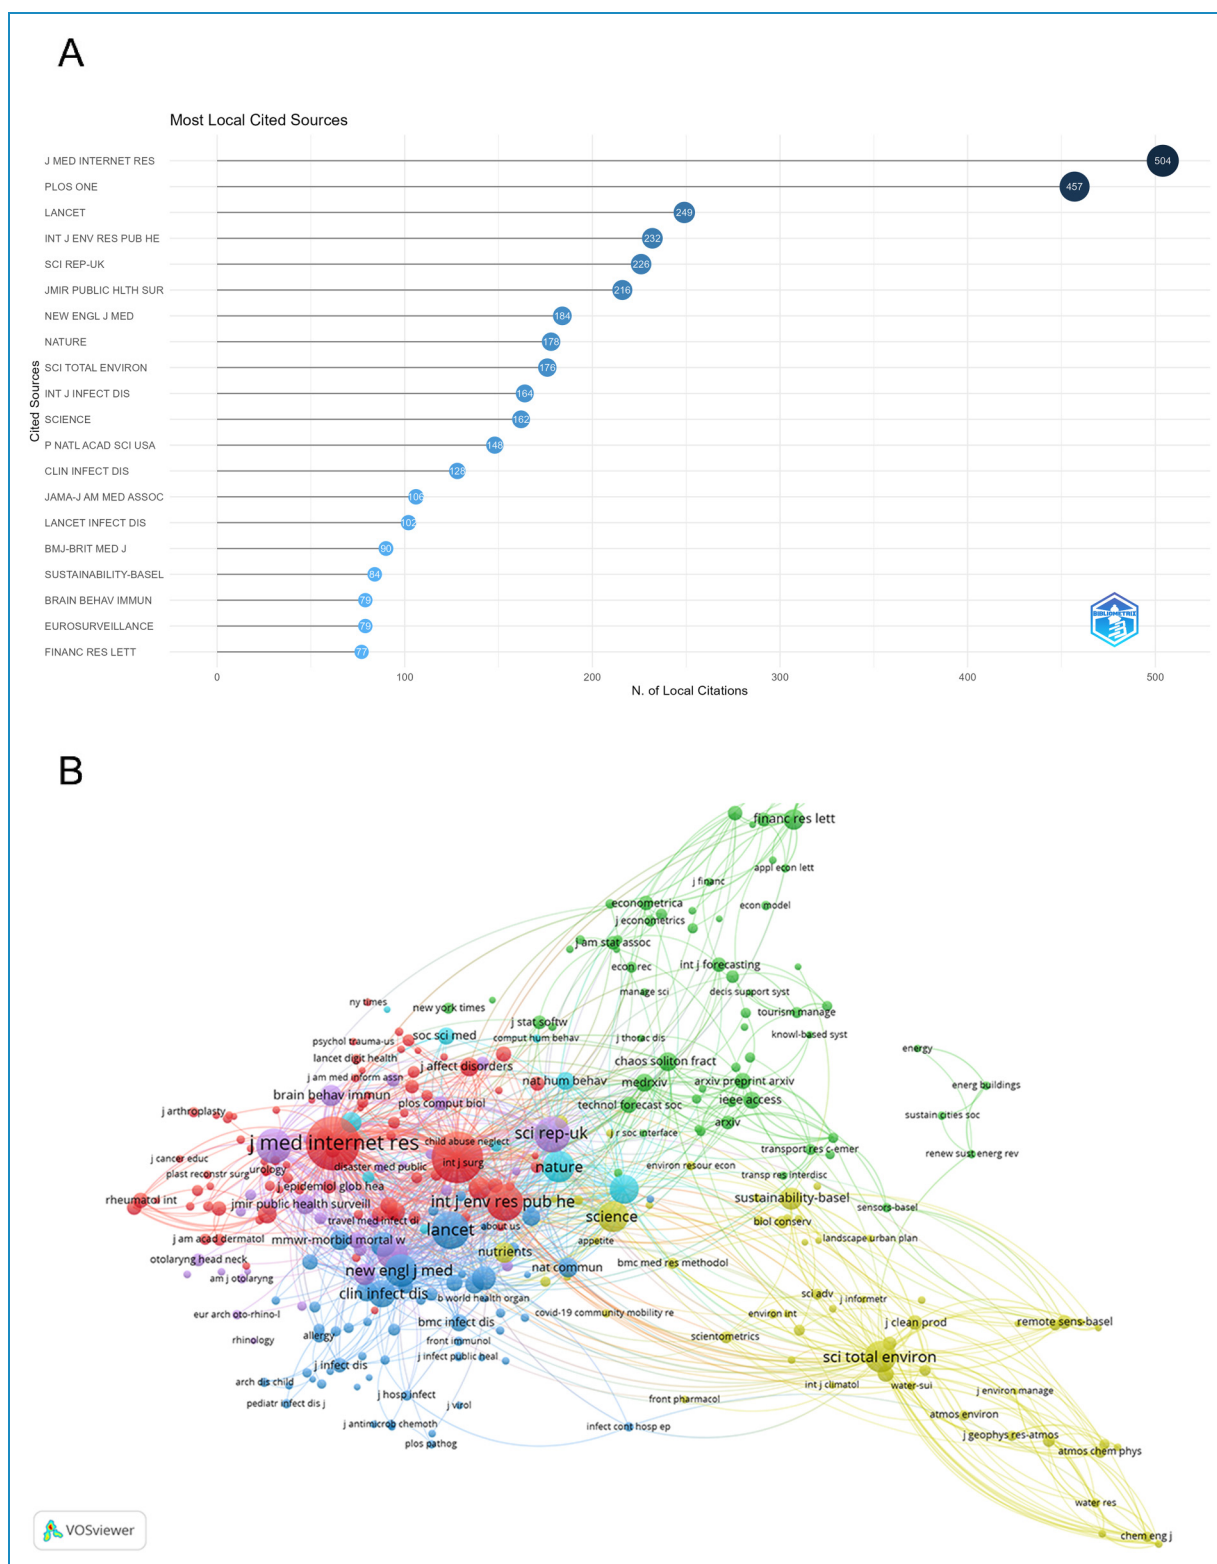 A
Most Local Cited Sources
Cited Sources
J MED INTERNET RES 504
PLOS ONE 457
LANCET 249
INT J ENV RES PUB HE 232
SCI REP-UK 226
JMIR PUBLIC HLTH SUR 216
NEW ENGL J MED 184
NATURE 178
SCI TOTAL ENVIRON 176
INT J INFECT DIS 164
SCIENCE 162
P NATL ACAD SCI USA 148
CLIN INFECT DIS 128
JAMA-J AM MED ASSOC 106
LANCET INFECT DIS 102
BMJ-BRIT MED J 90
SUSTAINABILITY-BASEL 84
BRAIN BEHAV IMMUN 79
EUROSURVEILLANCE 79
FINANC RES LETT 77
BIBLIOMETRIX
0 100 200 300 400 500
N. of Local Citations
B
financ res lett
appl econ lett
j financ
econometrica
econ model
j econometrics
j am stat assoc
econ rec
int j forecasting
manage sci
decis support syst
ny times
new york times
tourism manage
j stat softw
psychol trauma-us
soc sci med
comput hum behav
j thorac dis
knowl-based syst
energy
lancet digit health
j affect disorders
chaos soliton fract
j am med inform assn
nat hum behav
medrxiv
arxiv preprint arxiv
energ buildings
brain behav immun
plos comput biol
technol forecast soc
ieee access
j arthroplasty
arxiv
sustain cities soc
j med internet res
child abuse neglect
sci rep-uk
j r soc interface
transport res c-emer
renew sust energ rev
j cancer educ
plast reconstr surg
urology
disaster med public
int j surg
nature
environ resour econ
transp res interdisc
rheumatol int
j epidemiol glob hea
jmir public health surveill
int j env res pub he
sustainability-basel
sensors-basel
travel med infect di
about us
science
biol conserv
j am acad dermatol
mmwr-morbid mortal w
lancet
appetite
landscape urban plan
otolaryng head neck
nutrients
am j otolaryng
new engl j med
nat commun
bmc med res methodol
clin infect dis
b world health organ
sci adv
j informetr
eur arch oto-rhino-l
covid-19 community mobility re
environ int
bmc infect dis
j clean prod
remote sens-basel
rhinology
allergy
front immunol
scientometrics
j infect dis
j infect public heal
sci total environ
arch dis child
int j climatol
water-sui
j environ manage
pediatr infect dis j
j hosp infect
j virol
front pharmacol
atmos environ
j antimicrob chemoth
infect cont hosp ep
j geophys res-atmos
plos pathog
atmos chem phys
water res
chem eng j
VOSviewer